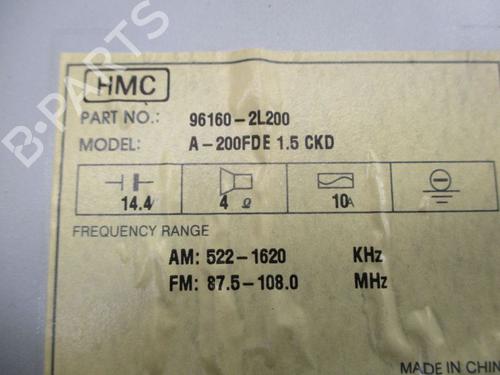 HMC
PART NO.: 96160-2L200
MODEL: A-200FDE 1.5 CKD
14.4 4 Ω 10A
FREQUENCY RANGE
AM: 522-1620 KHz
FM: 87.5-108.0 MHz
MADE IN CHIN
B-PARTS